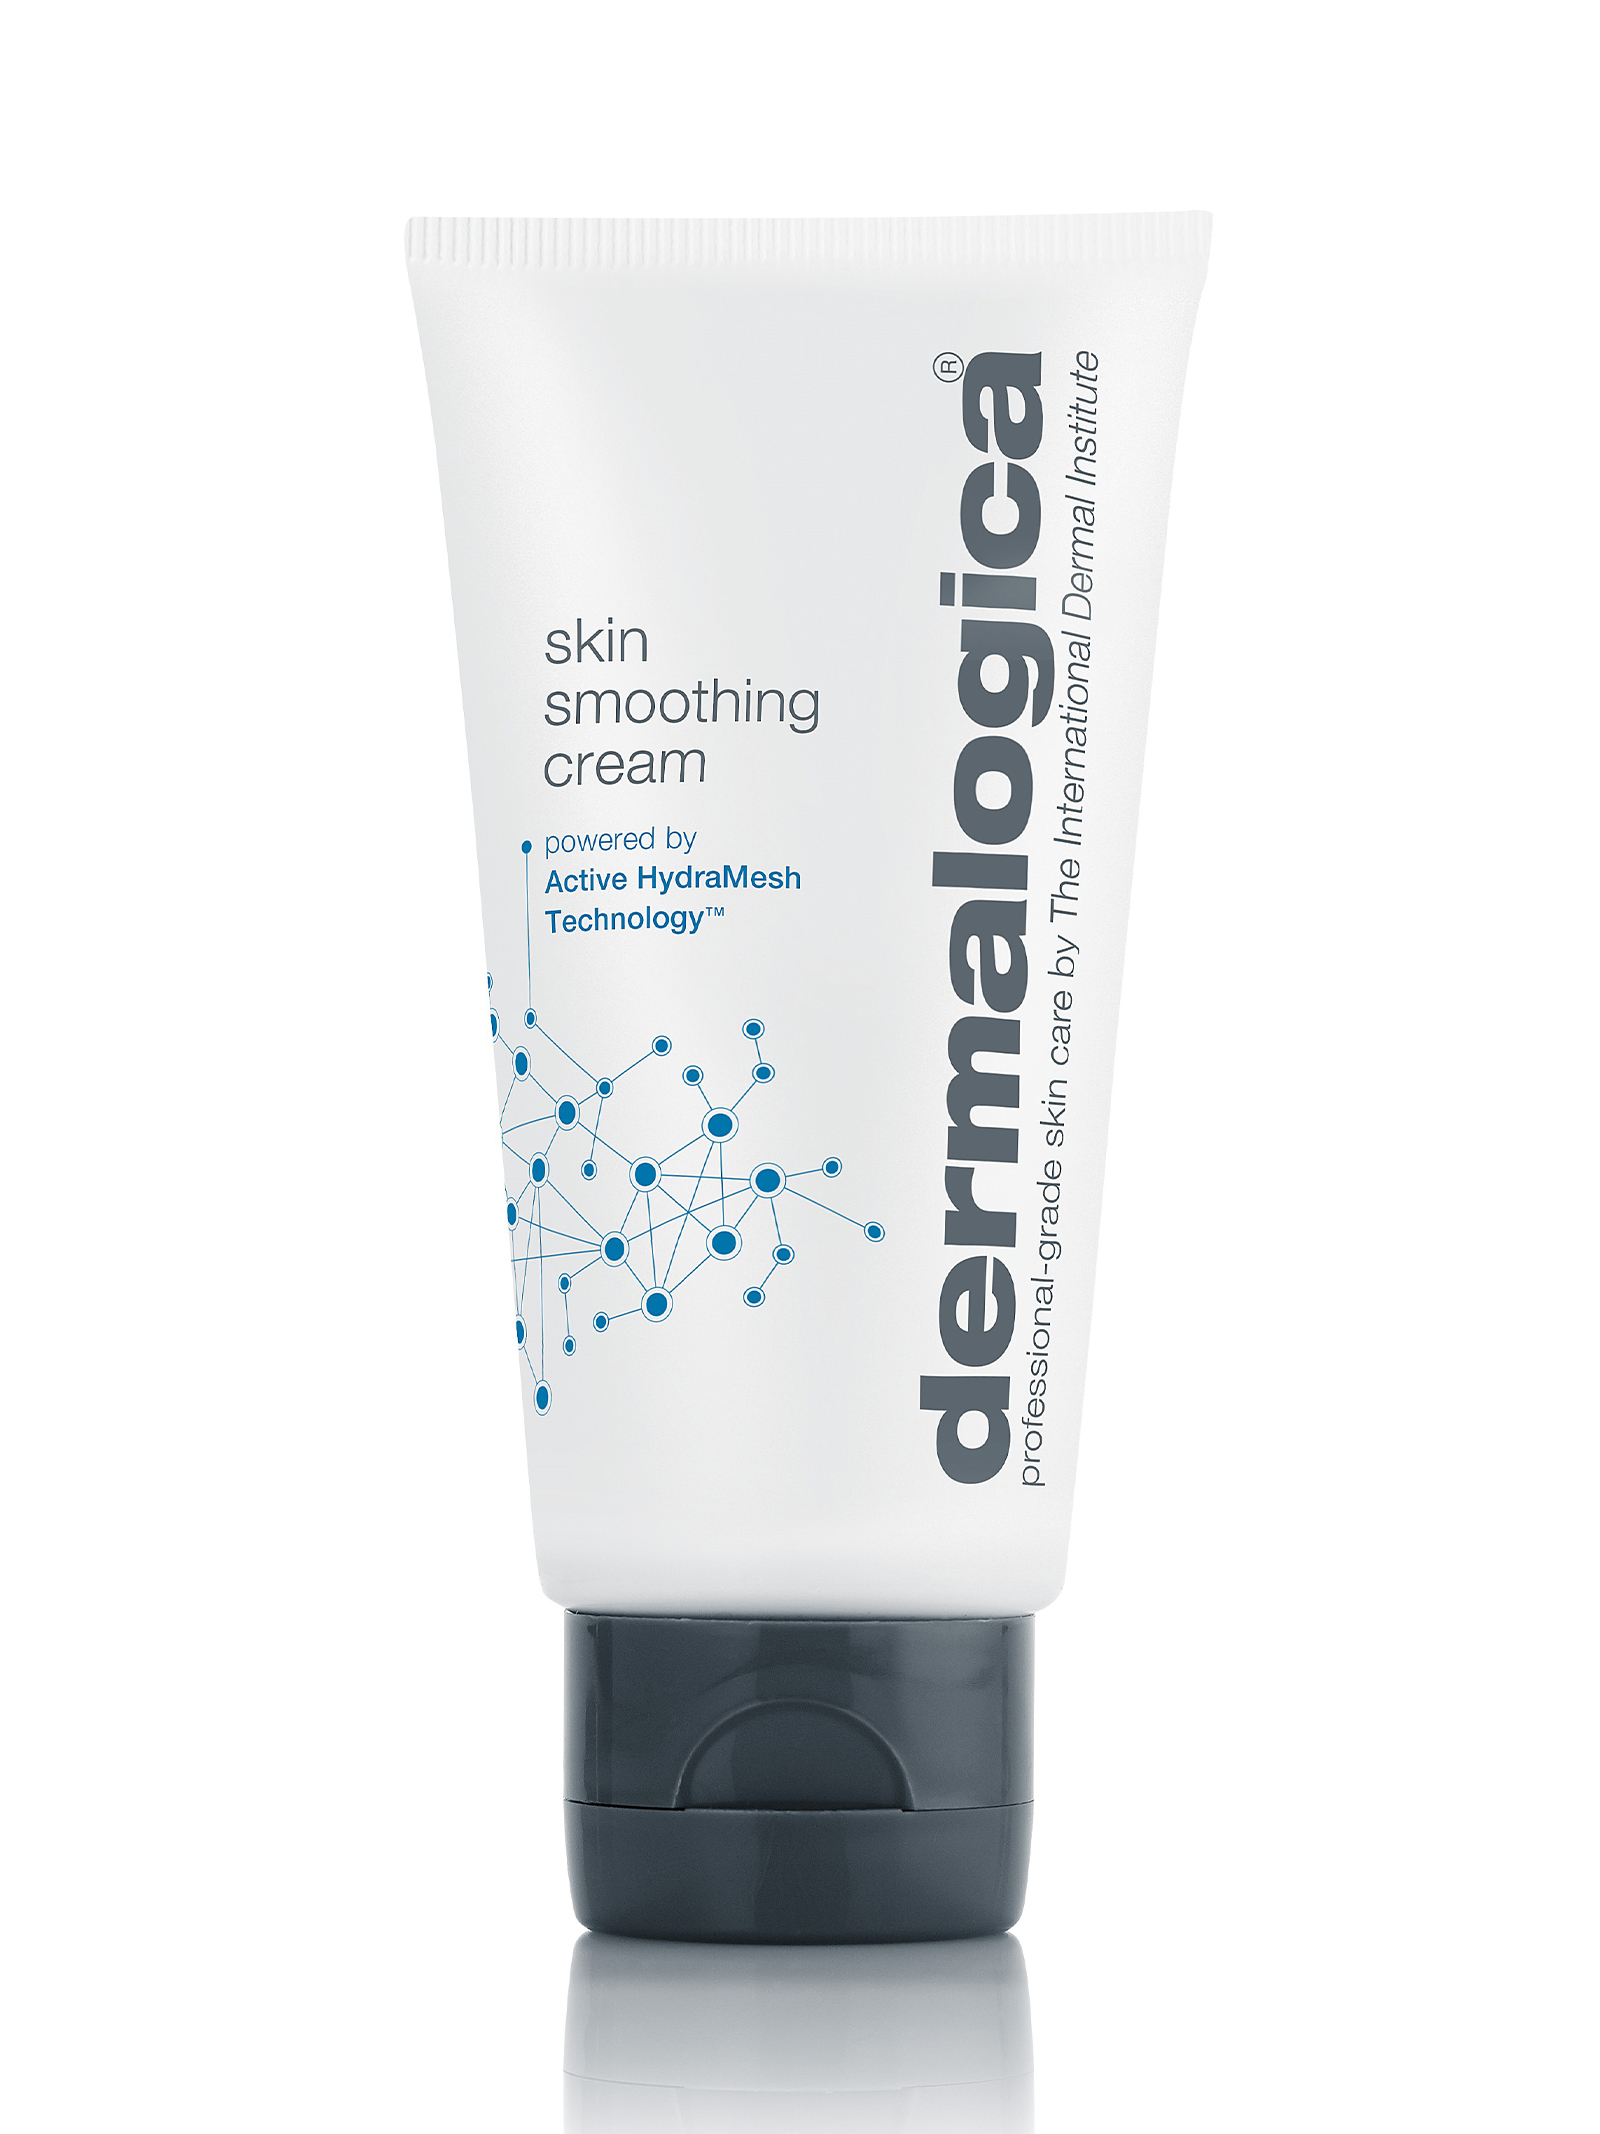 skin
smoothing
cream
powered by
Active HydraMesh
Technology™
dermalogica®
professional-grade skin care by The International Dermal Institute